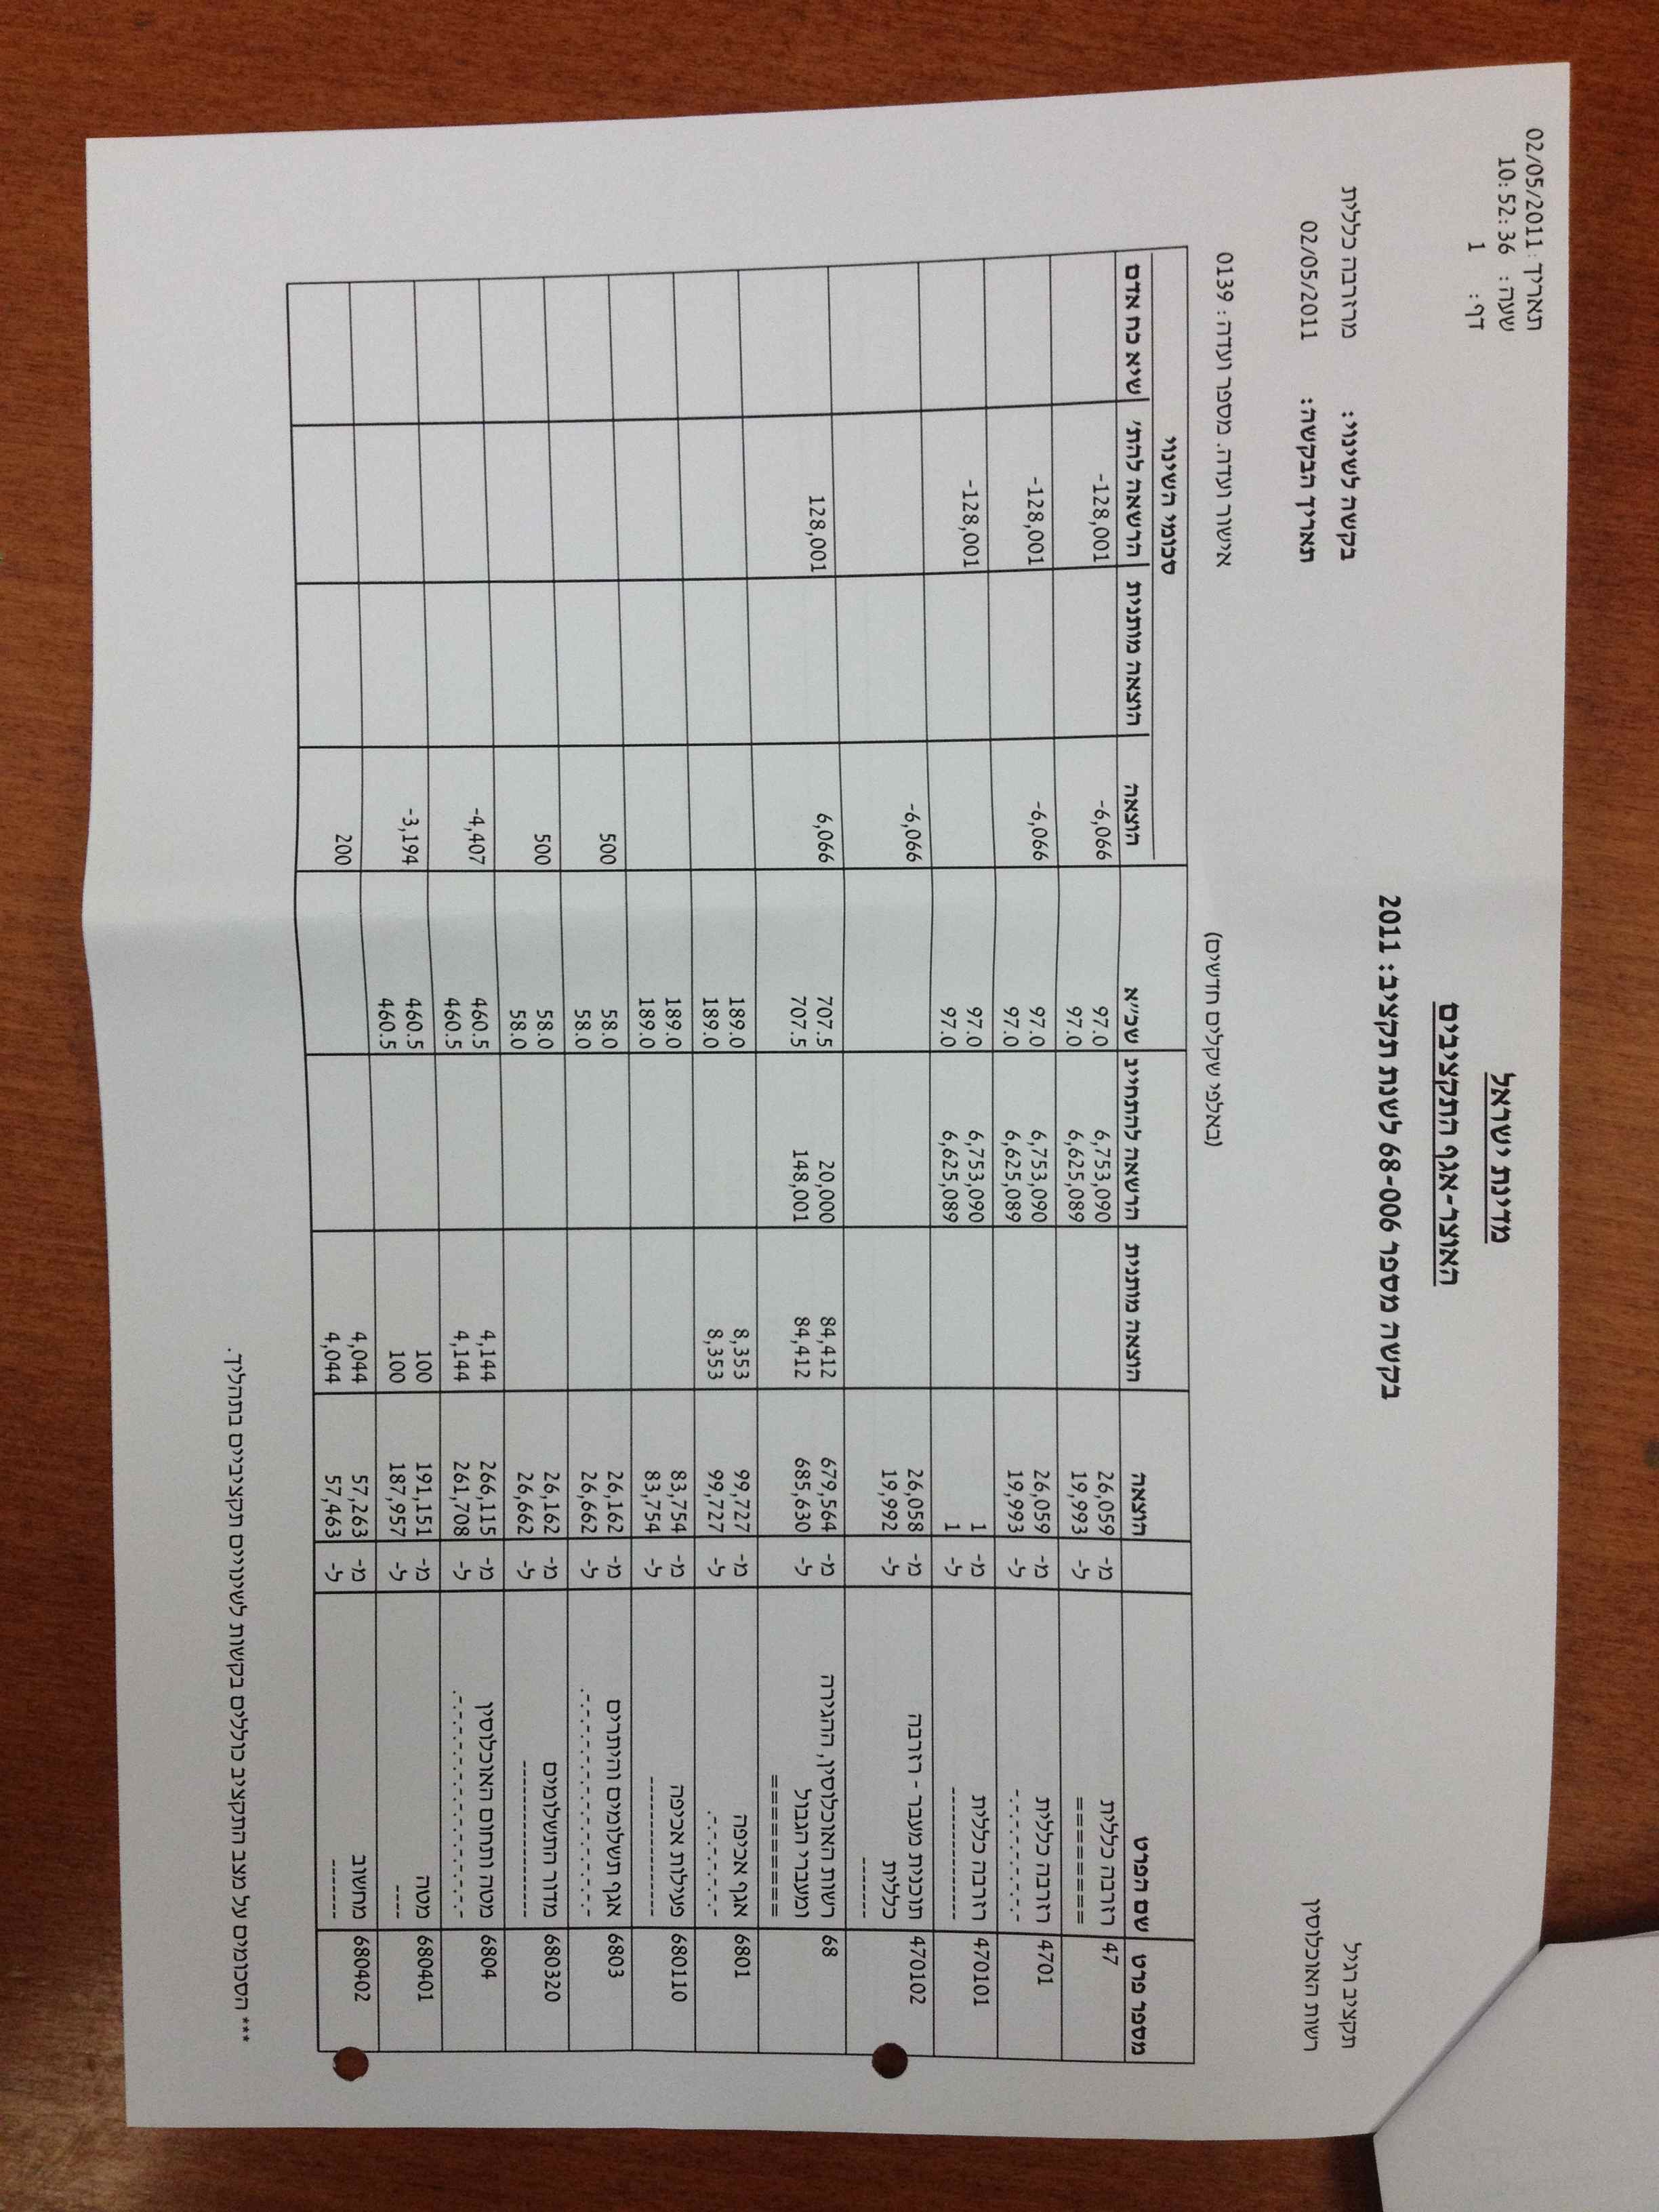 תאריך: 02/05/2011
שעה: 10:52:36
דף: 1
מדינת ישראל
האוצר-אגף התקציבים
בקשה מספר 68-006 לשנת תקציב: 2011
תקציב רגיל
בקשה לשינוי: מרזרבה כללית
רשות האוכלוסין
תאריך הבקשה: 02/05/2011
אישור ועדה. מספר ועדה: 0139
(באלפי שקלים חדשים)
סכומי השינוי
מספר פרט שם הפרט הוצאה הוצאה מותנית הרשאה להתחייב שכ"א הוצאה הוצאה מותנית הרשאה להת' שיא כח אדם
47 רזרבה כללית מ- 26,059 6,753,090 97.0 -6,066 -128,001
======== ל- 19,993 6,625,089 97.0
4701 רזרבה כללית מ- 26,059 6,753,090 97.0 -6,066 -128,001
-.-.-.-.-.-.- ל- 19,993 6,625,089 97.0
470101 רזרבה כללית מ- 1 6,753,090 97.0 -128,001
------------ ל- 1 6,625,089 97.0
470102 תוכנית מעבר - רזרבה מ- 26,058 -6,066
כללית ל- 19,992
------
68 רשות האוכלוסין, ההגירה מ- 679,564 84,412 20,000 707.5 6,066 128,001
ומעברי הגבול ל- 685,630 84,412 148,001 707.5
=========
6801 אגף אכיפה מ- 99,727 8,353 189.0
-.-.-.-.-. ל- 99,727 8,353 189.0
680110 פעילות אכיפה מ- 83,754 189.0
------------- ל- 83,754 189.0
6803 אגף תשלומים והיתרים מ- 26,162 58.0 500
-.-.-.-.-.-.-.-.-.-. ל- 26,662 58.0
680320 מדור התשלומים מ- 26,162 58.0 500
-------------- ל- 26,662 58.0
6804 מטה ותחום האוכלוסין מ- 266,115 4,144 460.5 -4,407
-.-.-.-.-.-.-.-.-.-. ל- 261,708 4,144 460.5
680401 מטה מ- 191,151 100 460.5 -3,194
---- ל- 187,957 100 460.5
680402 מחשוב מ- 57,263 4,044 200
------ ל- 57,463 4,044
*** הסכומים על מצב התקציב כוללים בקשות לשינויים תקציביים בתהליך.